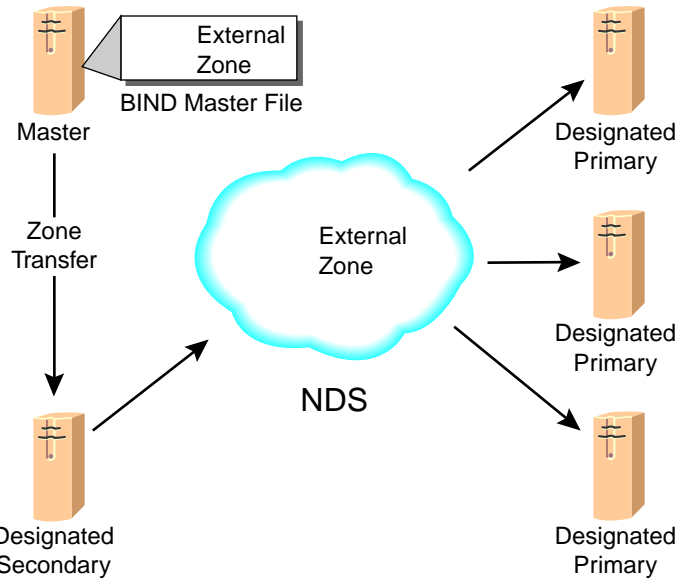 External
Zone
BIND Master File
Master
Designated
Primary
Zone
Transfer
External
Zone
Designated
Primary
NDS
Designated
Secondary
Designated
Primary